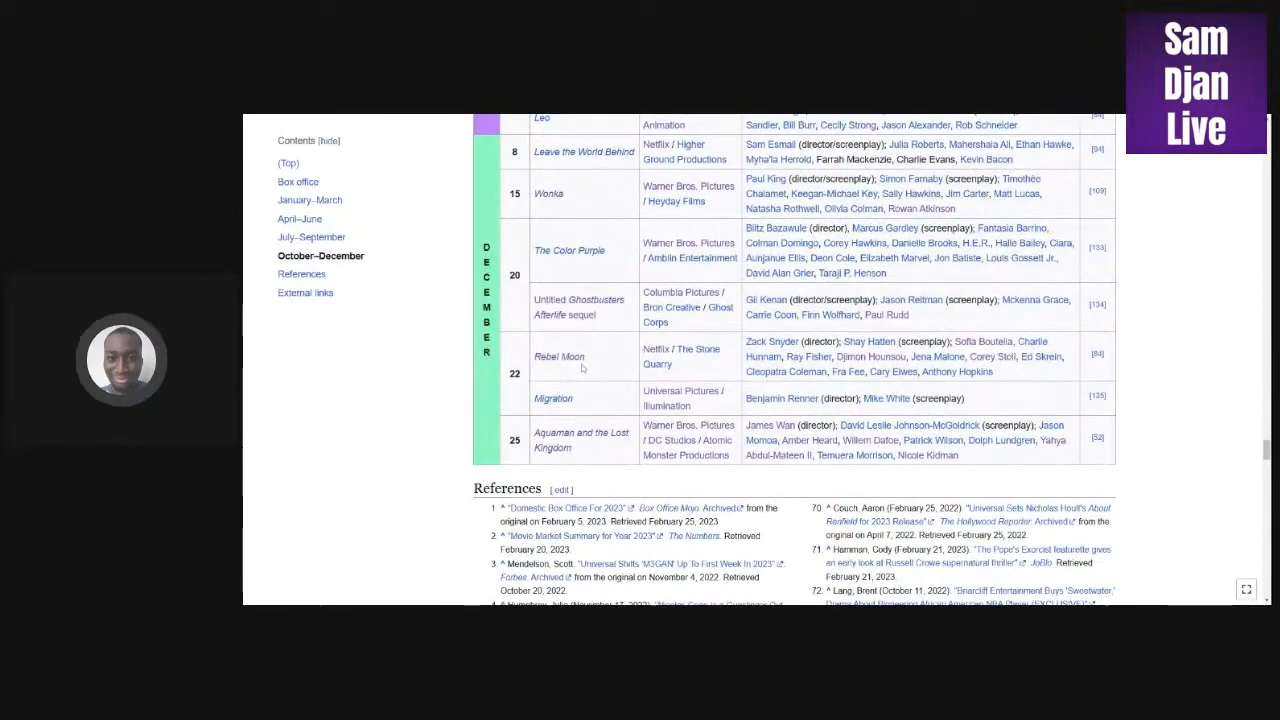 Sam
Djan
Live
Contents [hide]
(Top)
Box office
January–March
April–June
July–September
October–December
References
External links
Leo
Animation
Sandler, Bill Burr, Cecily Strong, Jason Alexander, Rob Schneider
DECEMBER
8
Leave the World Behind
Netflix / Higher
Ground Productions
Sam Esmail (director/screenplay); Julia Roberts, Mahershala Ali, Ethan Hawke,
Myha'la Herrold, Farrah Mackenzie, Charlie Evans, Kevin Bacon
[94]
15
Wonka
Warner Bros. Pictures
/ Heyday Films
Paul King (director/screenplay); Simon Farnaby (screenplay); Timothée
Chalamet, Keegan-Michael Key, Sally Hawkins, Jim Carter, Matt Lucas,
Natasha Rothwell, Olivia Colman, Rowan Atkinson
[109]
20
The Color Purple
Warner Bros. Pictures
/ Amblin Entertainment
Blitz Bazawule (director), Marcus Gardley (screenplay); Fantasia Barrino,
Colman Domingo, Corey Hawkins, Danielle Brooks, H.E.R., Halle Bailey, Ciara,
Aunjanue Ellis, Deon Cole, Elizabeth Marvel, Jon Batiste, Louis Gossett Jr.,
David Alan Grier, Taraji P. Henson
[133]
Untitled Ghostbusters
Afterlife sequel
Columbia Pictures /
Bron Creative / Ghost
Corps
Gil Kenan (director/screenplay); Jason Reitman (screenplay); Mckenna Grace,
Carrie Coon, Finn Wolfhard, Paul Rudd
[134]
22
Rebel Moon
Netflix / The Stone
Quarry
Zack Snyder (director); Shay Hatten (screenplay); Sofia Boutella, Charlie
Hunnam, Ray Fisher, Djimon Hounsou, Jena Malone, Corey Stoll, Ed Skrein,
Cleopatra Coleman, Fra Fee, Cary Elwes, Anthony Hopkins
[84]
Migration
Universal Pictures /
Illumination
Benjamin Renner (director); Mike White (screenplay)
[135]
25
Aquaman and the Lost
Kingdom
Warner Bros. Pictures
/ DC Studios / Atomic
Monster Productions
James Wan (director); David Leslie Johnson-McGoldrick (screenplay); Jason
Momoa, Amber Heard, Willem Dafoe, Patrick Wilson, Dolph Lundgren, Yahya
Abdul-Mateen II, Temuera Morrison, Nicole Kidman
[52]
References [ edit ]
1. ^ "Domestic Box Office For 2023". Box Office Mojo. Archived from the
original on February 5, 2023. Retrieved February 25, 2023.
2. ^ "Movie Market Summary for Year 2023". The Numbers. Retrieved
February 20, 2023.
3. ^ Mendelson, Scott. "Universal Shifts 'M3GAN' Up To First Week In 2023".
Forbes. Archived from the original on November 4, 2022. Retrieved
October 20, 2022.
70. ^ Couch, Aaron (February 25, 2022). "Universal Sets Nicholas Hoult's About
Renfield for 2023 Release". The Hollywood Reporter. Archived from the
original on April 7, 2022. Retrieved February 25, 2022.
71. ^ Hamman, Cody (February 21, 2023). "The Pope's Exorcist featurette gives
an early look at Russell Crowe supernatural thriller". JoBlo. Retrieved
February 21, 2023.
72. ^ Lang, Brent (October 11, 2022). "Briarcliff Entertainment Buys 'Sweetwater,'
Drama About Pioneering African American NBA Player (EXCLUSIVE)".